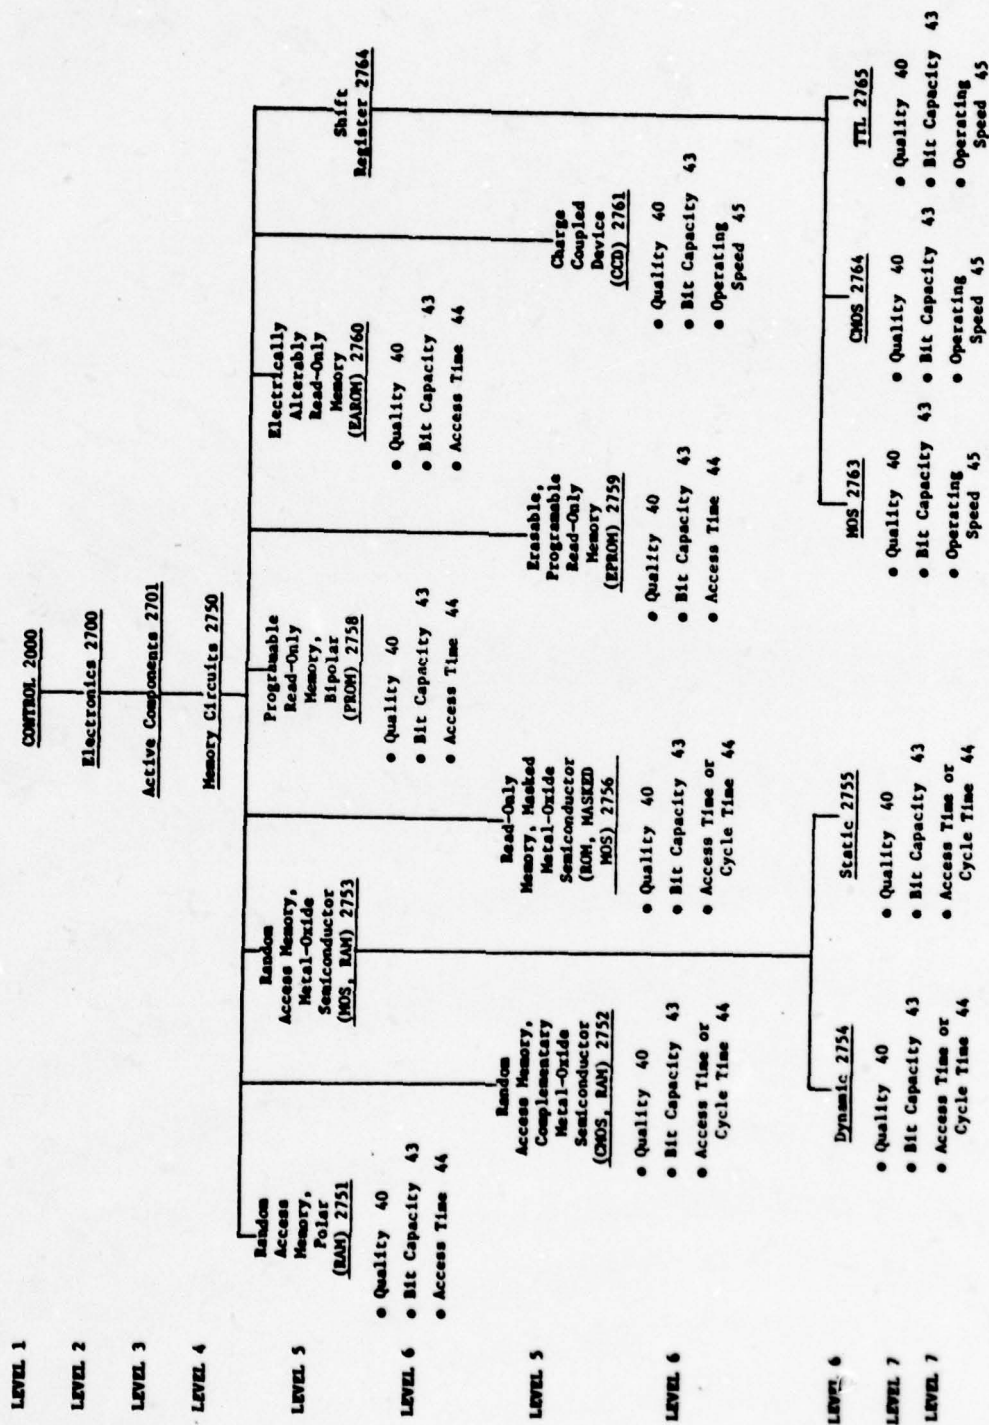 LEVEL 1
CONTROL 2000
LEVEL 2
Electronics 2700
LEVEL 3
Active Components 2701
LEVEL 4
Memory Circuits 2750
LEVEL 5
Random
Access
Memory,
Polar
(RAM) 2751
Random
Access Memory,
Metal-Oxide
Semiconductor
(MOS, RAM) 2753
Programable
Read-Only
Memory,
Bipolar
(PROM) 2758
Electrically
Alterably
Read-Only
Memory
(EAROM) 2760
Shift
Register 2764
LEVEL 6
• Quality 40
• Bit Capacity 43
• Access Time 44
• Quality 40
• Bit Capacity 43
• Access Time 44
• Quality 40
• Bit Capacity 43
• Access Time 44
LEVEL 5
Random
Access Memory,
Complementary
Metal-Oxide
Semiconductor
(CMOS, RAM) 2752
Read-Only
Memory, Masked
Metal-Oxide
Semiconductor
(ROM, MASKED
MOS) 2756
Erasable,
Programable
Read-Only
Memory
(EPROM) 2759
Charge
Coupled
Device
(CCD) 2761
LEVEL 6
• Quality 40
• Bit Capacity 43
• Access Time or
Cycle Time 44
• Quality 40
• Bit Capacity 43
• Access Time or
Cycle Time 44
• Quality 40
• Bit Capacity 43
• Access Time 44
• Quality 40
• Bit Capacity 43
• Operating
Speed 45
LEVEL 6
Dynamic 2754
Static 2755
MOS 2763
CMOS 2764
TTL 2765
LEVEL 7
LEVEL 7
• Quality 40
• Bit Capacity 43
• Access Time or
Cycle Time 44
• Quality 40
• Bit Capacity 43
• Access Time or
Cycle Time 44
• Quality 40
• Bit Capacity 43
• Operating
Speed 45
• Quality 40
• Bit Capacity 43
• Operating
Speed 45
• Quality 40
• Bit Capacity 43
• Operating
Speed 45